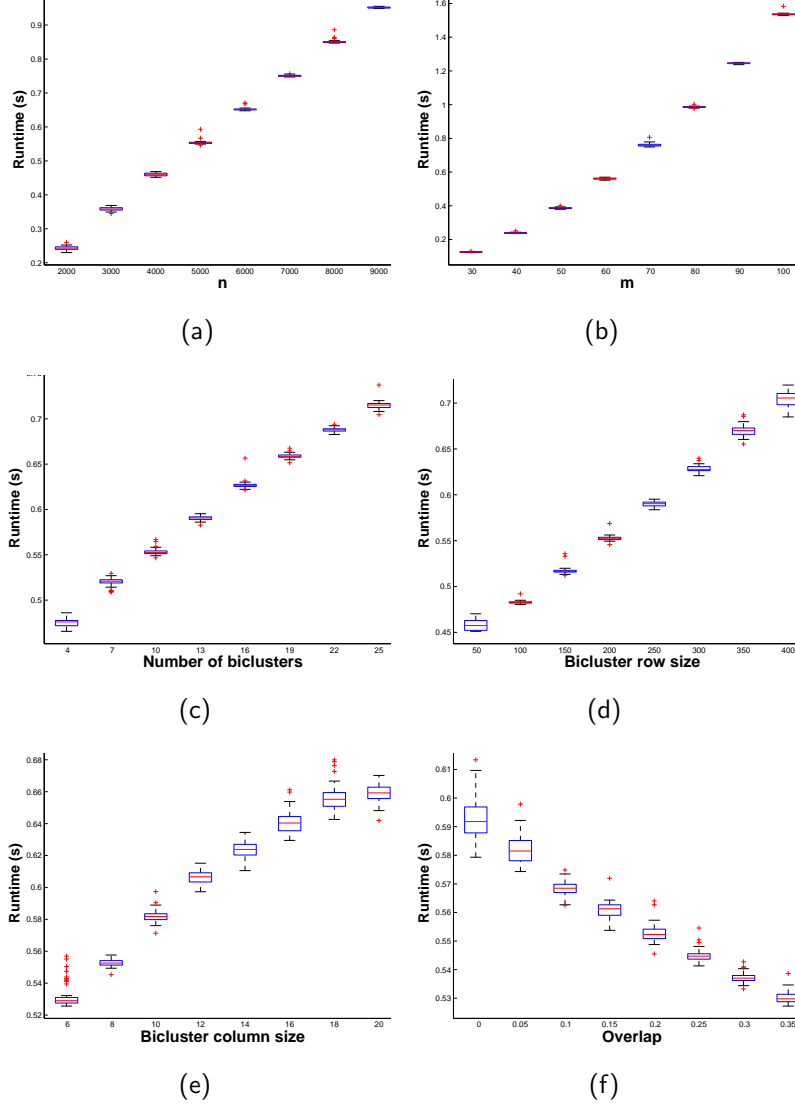 0.9
0.8
0.7
0.6
0.5
0.4
0.3
0.2
Runtime (s)
2000 3000 4000 5000 6000 7000 8000 9000
n
(a)
1.6
1.4
1.2
1
0.8
0.6
0.4
0.2
Runtime (s)
30 40 50 60 70 80 90 100
m
(b)
0.7
0.65
0.6
0.55
0.5
Runtime (s)
4 7 10 13 16 19 22 25
Number of biclusters
(c)
0.7
0.65
0.6
0.55
0.5
0.45
Runtime (s)
50 100 150 200 250 300 350 400
Bicluster row size
(d)
0.68
0.66
0.64
0.62
0.6
0.58
0.56
0.54
0.52
Runtime (s)
6 8 10 12 14 16 18 20
Bicluster column size
(e)
0.61
0.6
0.59
0.58
0.57
0.56
0.55
0.54
0.53
Runtime (s)
0 0.05 0.1 0.15 0.2 0.25 0.3 0.35
Overlap
(f)